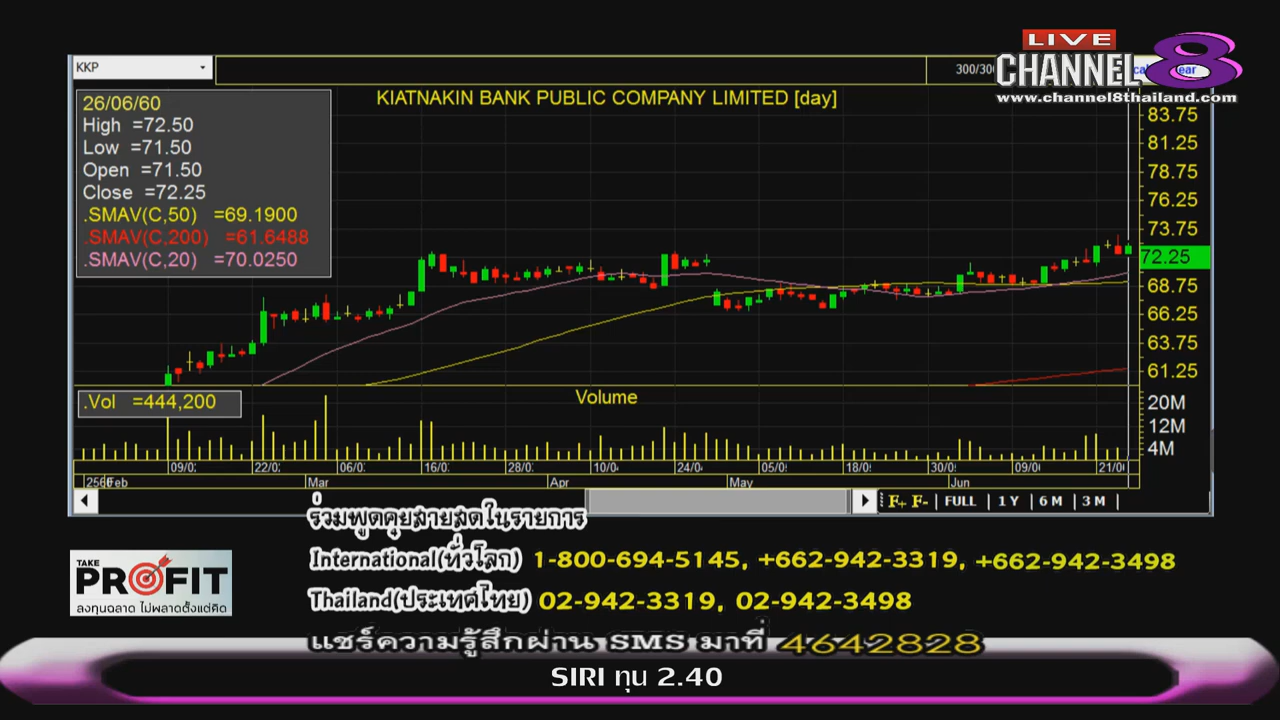 LIVE
CHANNEL 8
www.channel8thailand.com
KKP
300/300
KIATNAKIN BANK PUBLIC COMPANY LIMITED [day]
26/06/60
High =72.50
Low =71.50
Open =71.50
Close =72.25
.SMAV(C,50) =69.1900
.SMAV(C,200) =61.6488
.SMAV(C,20) =70.0250
83.75
81.25
78.75
76.25
73.75
72.25
68.75
66.25
63.75
61.25
.Vol =444,200
Volume
20M
12M
4M
09/0 22/0 06/0 16/0 28/0 10/0 24/0 05/0 18/0 30/0 09/0 21/0
Feb Mar Apr May Jun
F+ F- | FULL | 1 Y | 6 M | 3 M |
0
ร่วมพูดคุยสายสดในรายการ
International(ทั่วโลก) 1-800-694-5145, +662-942-3319, +662-942-3498
Thailand(ประเทศไทย) 02-942-3319, 02-942-3498
แชร์ความรู้สึกผ่าน SMS มาที่ 4642828
TAKE
PROFIT
ลงทุนฉลาด ไม่พลาดตั้งแต่คิด
SIRI ทุน 2.40